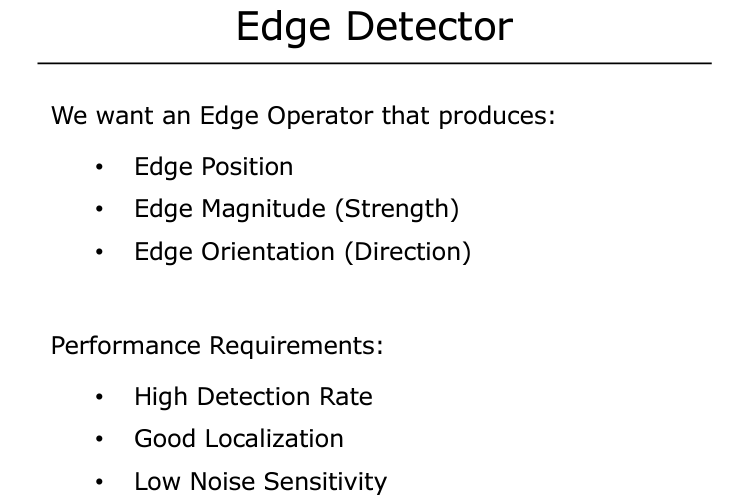 Edge Detector
We want an Edge Operator that produces:
• Edge Position
• Edge Magnitude (Strength)
• Edge Orientation (Direction)
Performance Requirements:
• High Detection Rate
• Good Localization
• Low Noise Sensitivity